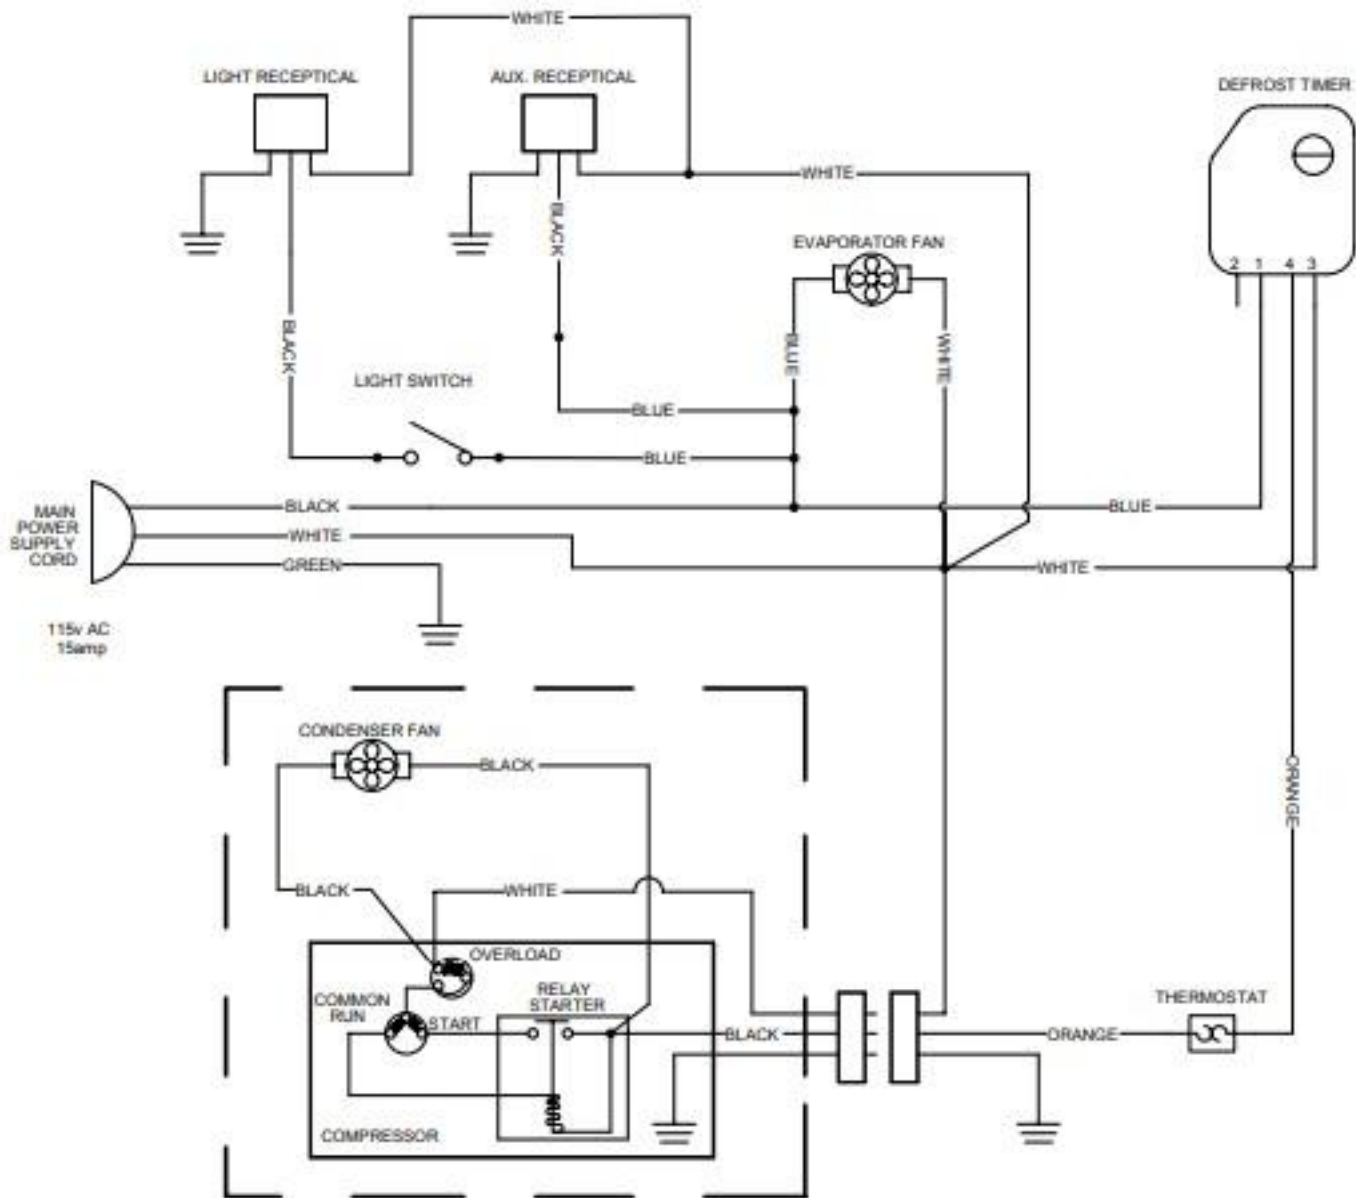 WHITE
LIGHT RECEPTICAL
AUX. RECEPTICAL
DEFROST TIMER
WHITE
BLACK
EVAPORATOR FAN
2 1 4 3
BLACK
BLUE
WHITE
LIGHT SWITCH
BLUE
BLUE
MAIN
POWER
SUPPLY
CORD
BLACK
BLUE
WHITE
GREEN
WHITE
115v AC
15amp
CONDENSER FAN
BLACK
ORANGE
BLACK
WHITE
OVERLOAD
COMMON
RUN
START
RELAY
STARTER
BLACK
ORANGE
THERMOSTAT
COMPRESSOR